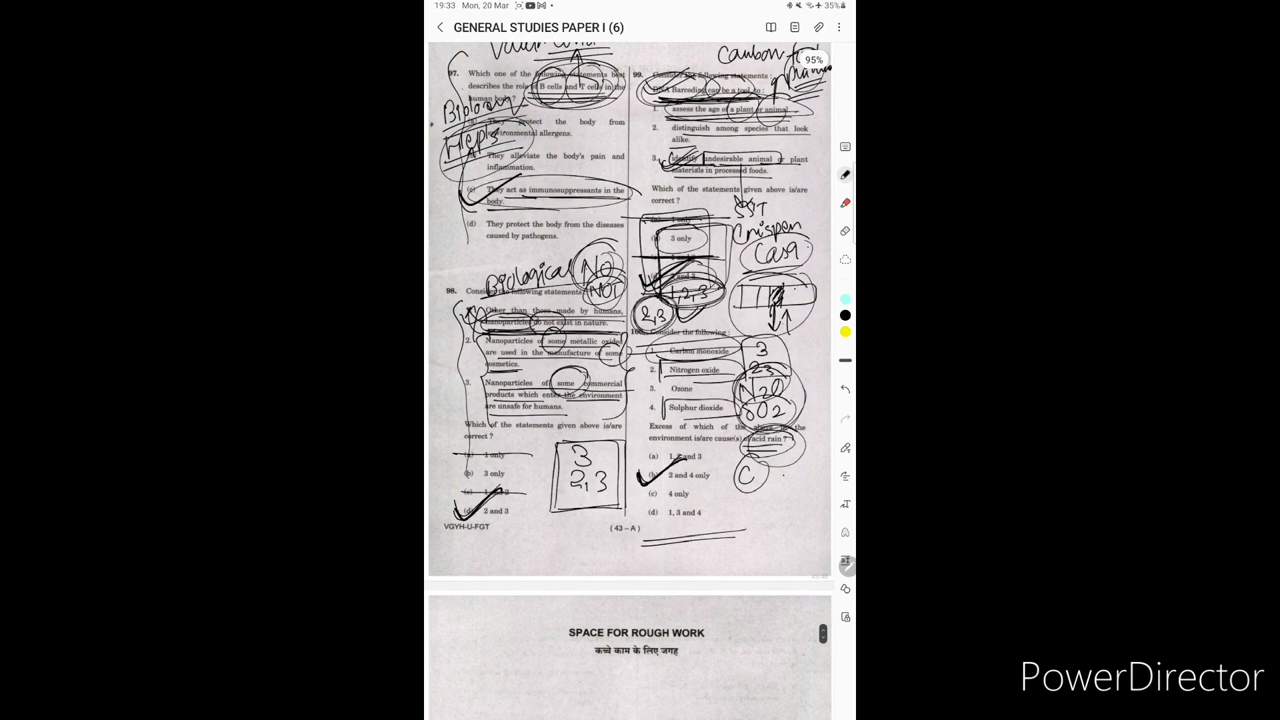 19:33 Mon, 20 Mar
35%
GENERAL STUDIES PAPER I (6)
95%
97. Which one of the following statements best
describes the role of B cells and T cells in the
human body ?
They protect the body from
environmental allergens.
They alleviate the body's pain and
inflammation.
(c) They act as immunosuppressants in the
body.
(d) They protect the body from the diseases
caused by pathogens.
Biological NO
NOT
98. Consider the following statements :
Other than those made by humans,
nanoparticles do not exist in nature.
2. Nanoparticles of some metallic oxides
are used in the manufacture of some
cosmetics.
3. Nanoparticles of some commercial
products which enter the environment
are unsafe for humans.
Which of the statements given above is/are
correct ?
(a) 1 only
(b) 3 only
(c) 1 and 2
(d) 2 and 3
3
2,3
VGYH-U-FGT
( 43 – A )
99. Consider the following statements :
DNA Barcoding can be a tool to :
1. assess the age of a plant or animal.
2. distinguish among species that look
alike.
3. identify undesirable animal or plant
materials in processed foods.
Which of the statements given above is/are
correct ?
1 only
3 only
1,2,3
2,3
Cas9
100. Consider the following :
1. Carbon monoxide
2. Nitrogen oxide
3. Ozone
4. Sulphur dioxide
Excess of which of the above in the
environment is/are cause(s) of acid rain ?
(a) 1, 2 and 3
(b) 2 and 4 only
(c) 4 only
(d) 1, 3 and 4
3
C
SPACE FOR ROUGH WORK
कच्चे काम के लिए जगह
PowerDirector